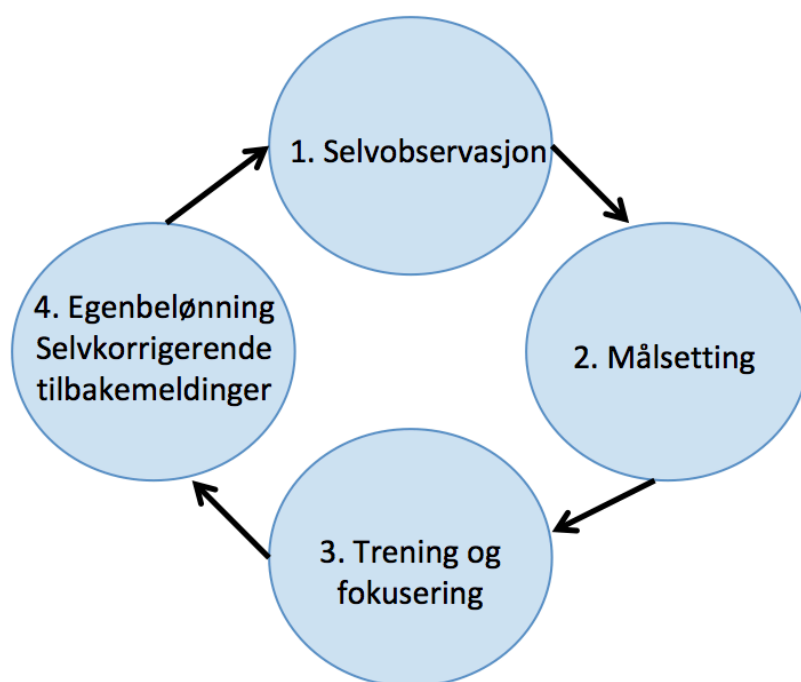 1. Selvobservasjon
2. Målsetting
3. Trening og
fokusering
4. Egenbelønning
Selvkorrigerende
tilbakemeldinger